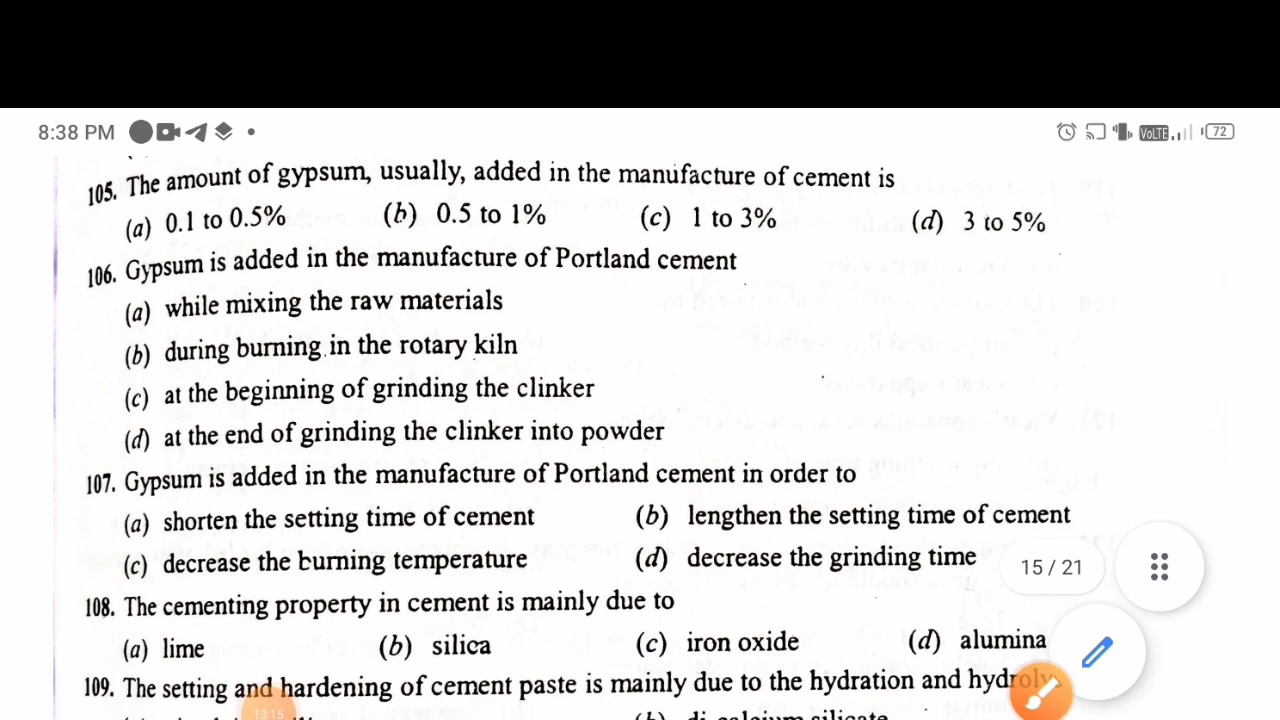 8:38 PM VoLTE 72
105. The amount of gypsum, usually, added in the manufacture of cement is
(a) 0.1 to 0.5% (b) 0.5 to 1% (c) 1 to 3% (d) 3 to 5%
106. Gypsum is added in the manufacture of Portland cement
(a) while mixing the raw materials
(b) during burning in the rotary kiln
(c) at the beginning of grinding the clinker
(d) at the end of grinding the clinker into powder
107. Gypsum is added in the manufacture of Portland cement in order to
(a) shorten the setting time of cement (b) lengthen the setting time of cement
(c) decrease the burning temperature (d) decrease the grinding time
15 / 21
108. The cementing property in cement is mainly due to
(a) lime (b) silica (c) iron oxide (d) alumina
109. The setting and hardening of cement paste is mainly due to the hydration and
13:15
(b) di-calcium silicate